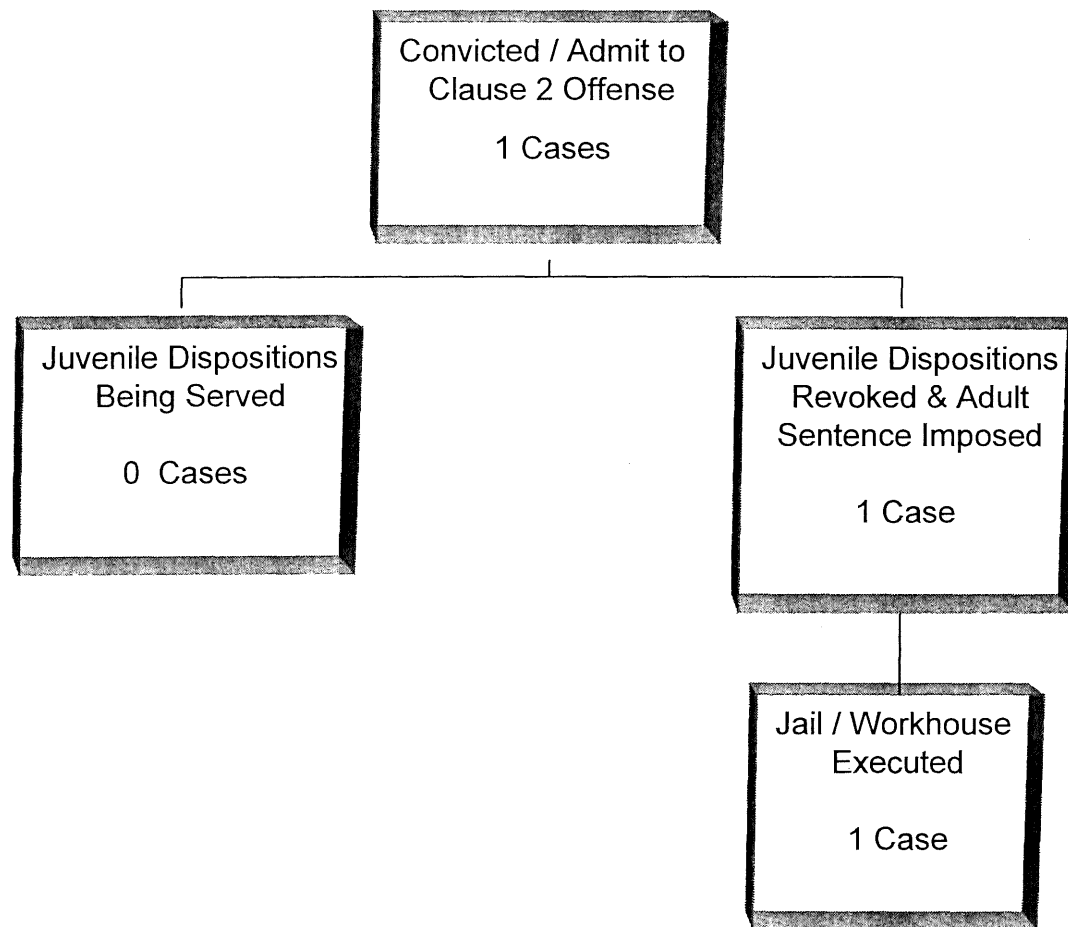 Convicted / Admit to
Clause 2 Offense
1 Cases
Juvenile Dispositions
Being Served
0 Cases
Juvenile Dispositions
Revoked & Adult
Sentence Imposed
1 Case
Jail / Workhouse
Executed
1 Case